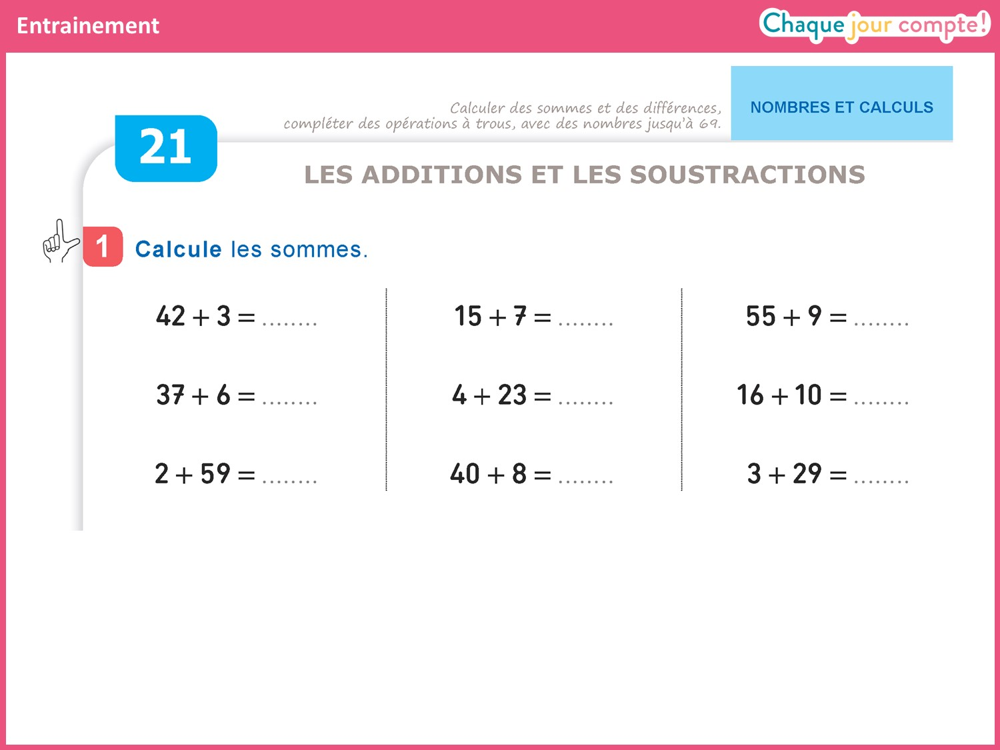 Entrainement
Chaque jour compte!
Calculer des sommes et des différences,
compléter des opérations à trous, avec des nombres jusqu'à 69.
NOMBRES ET CALCULS
21
LES ADDITIONS ET LES SOUSTRACTIONS
1 Calcule les sommes.
42 + 3 = ........
15 + 7 = ........
55 + 9 = ........
37 + 6 = ........
4 + 23 = ........
16 + 10 = ........
2 + 59 = ........
40 + 8 = ........
3 + 29 = ........